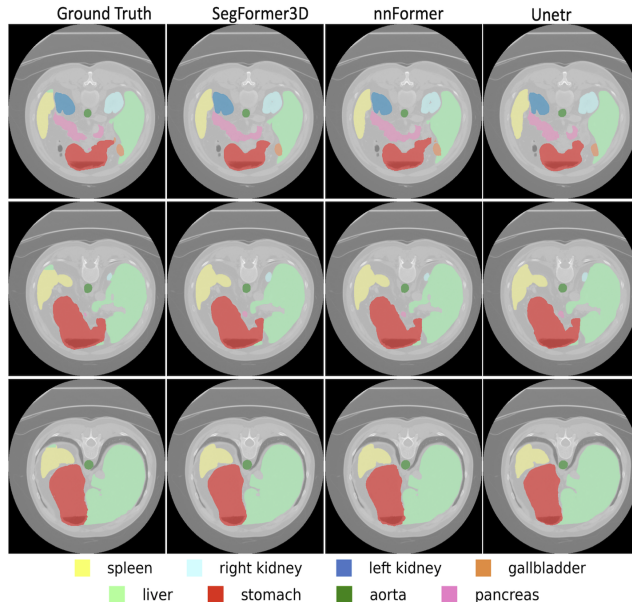 Ground Truth SegFormer3D nnFormer Unetr
spleen right kidney left kidney gallbladder
liver stomach aorta pancreas